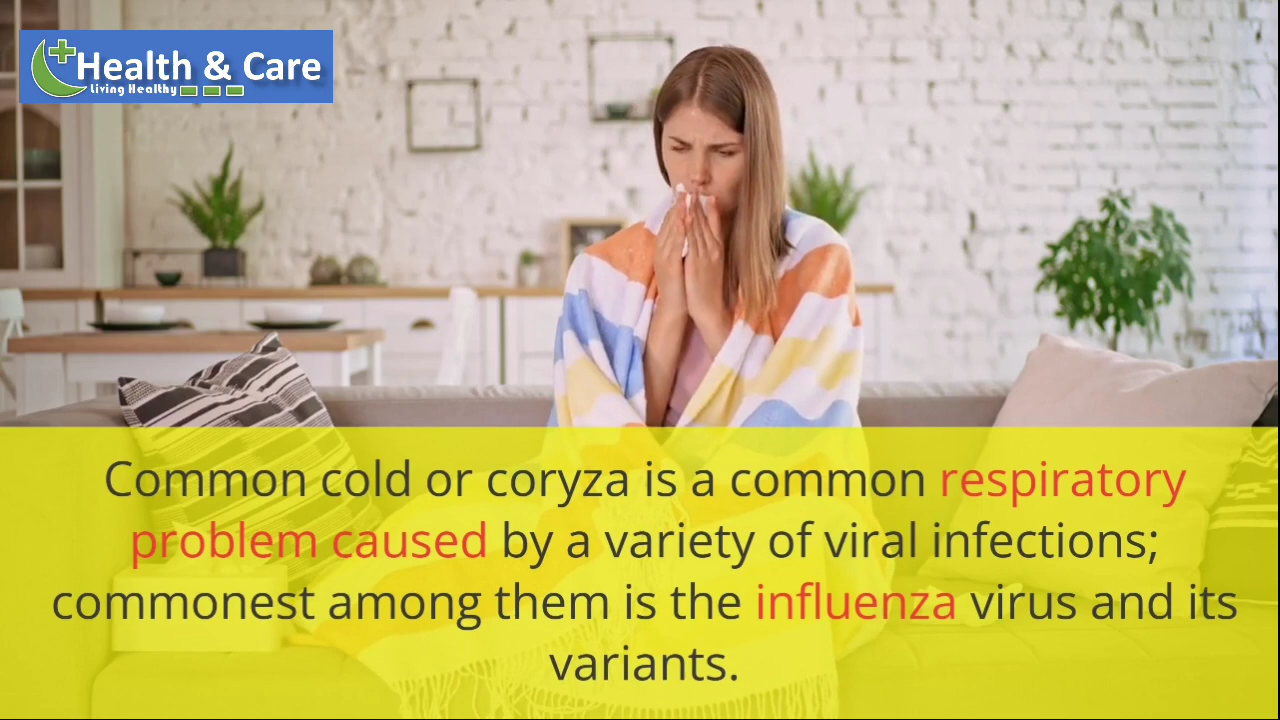 Health & Care
Living Healthy
Common cold or coryza is a common respiratory
problem caused by a variety of viral infections;
commonest among them is the influenza virus and its
variants.